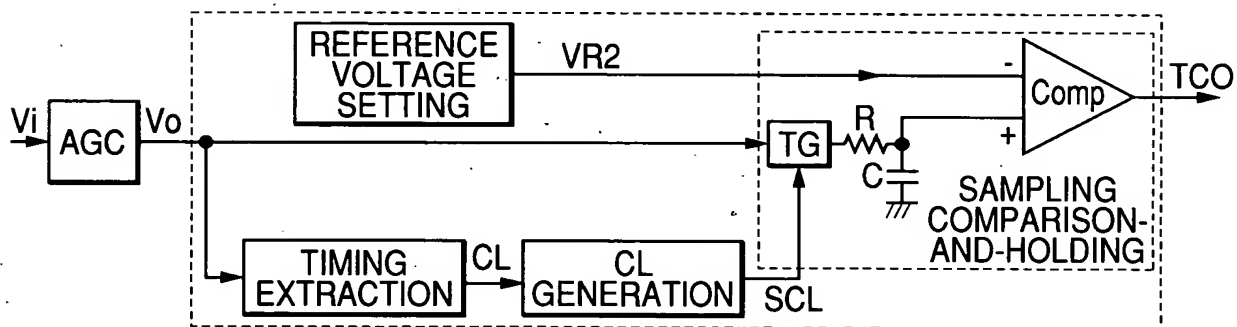 REFERENCE
VOLTAGE
SETTING
VR2
-
Comp
TCO
Vi
AGC
Vo
TG
R
+
C
SAMPLING
COMPARISON-
AND-HOLDING
TIMING
EXTRACTION
CL
CL
GENERATION
SCL